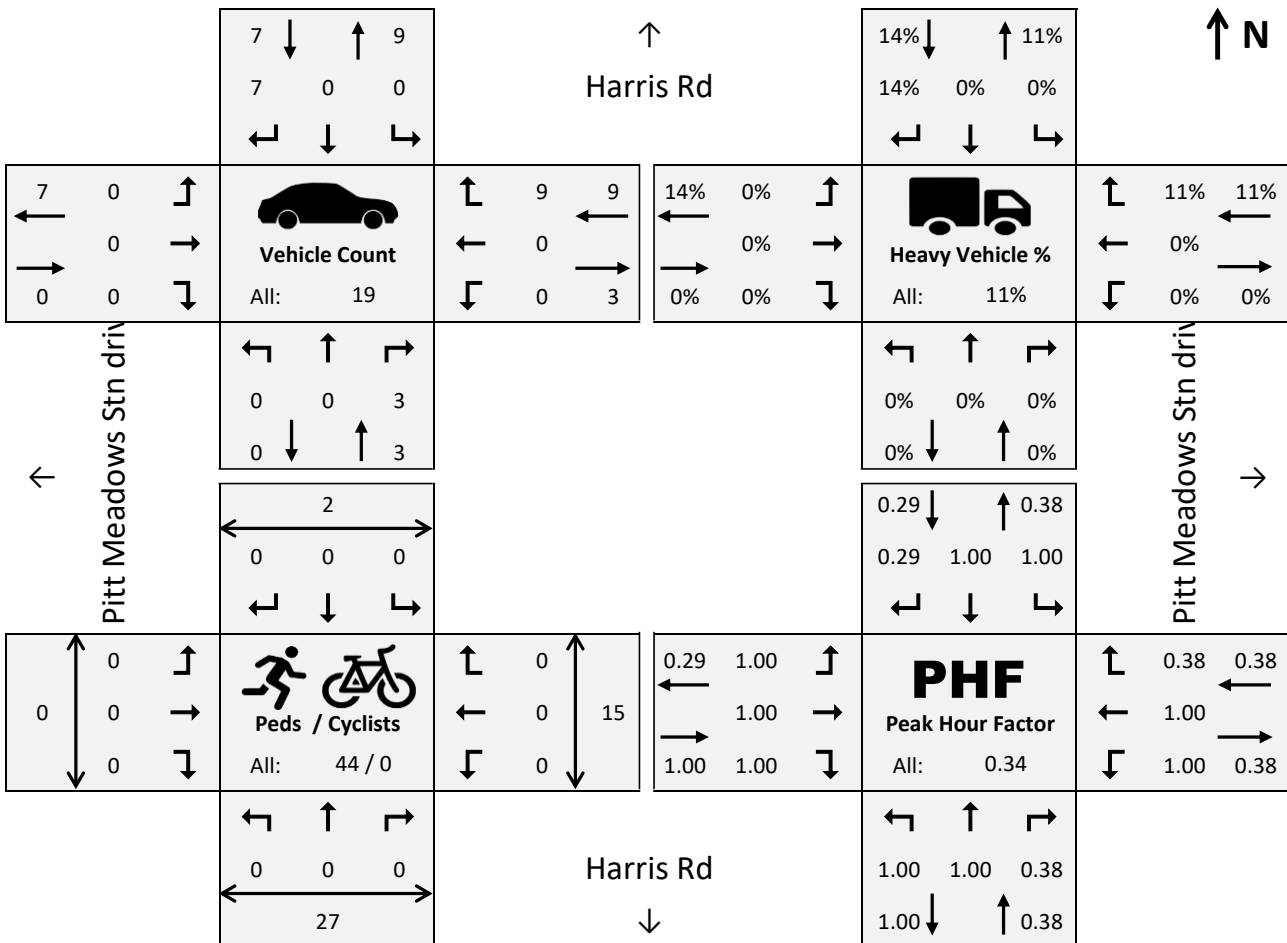 7 9
14% 11%
N
Harris Rd
7 0 0
14% 0% 0%
7 0 9 9
14% 0% 11% 11%
0 Vehicle Count 0
0% Heavy Vehicle % 0%
0 0 All: 19 0 3
0% 0% All: 11% 0% 0%
Pitt Meadows Stn driv
Pitt Meadows Stn driv
0 0 3
0% 0% 0%
0 3
0% 0%
2
0.29 0.38
0 0 0
0.29 1.00 1.00
0 0
0.29 1.00 PHF 0.38 0.38
0 0 Peds / Cyclists 0 15
1.00 Peak Hour Factor 1.00
0 All: 44 / 0 0
1.00 1.00 All: 0.34 1.00 0.38
0 0 0
Harris Rd
1.00 1.00 0.38
27
1.00 0.38